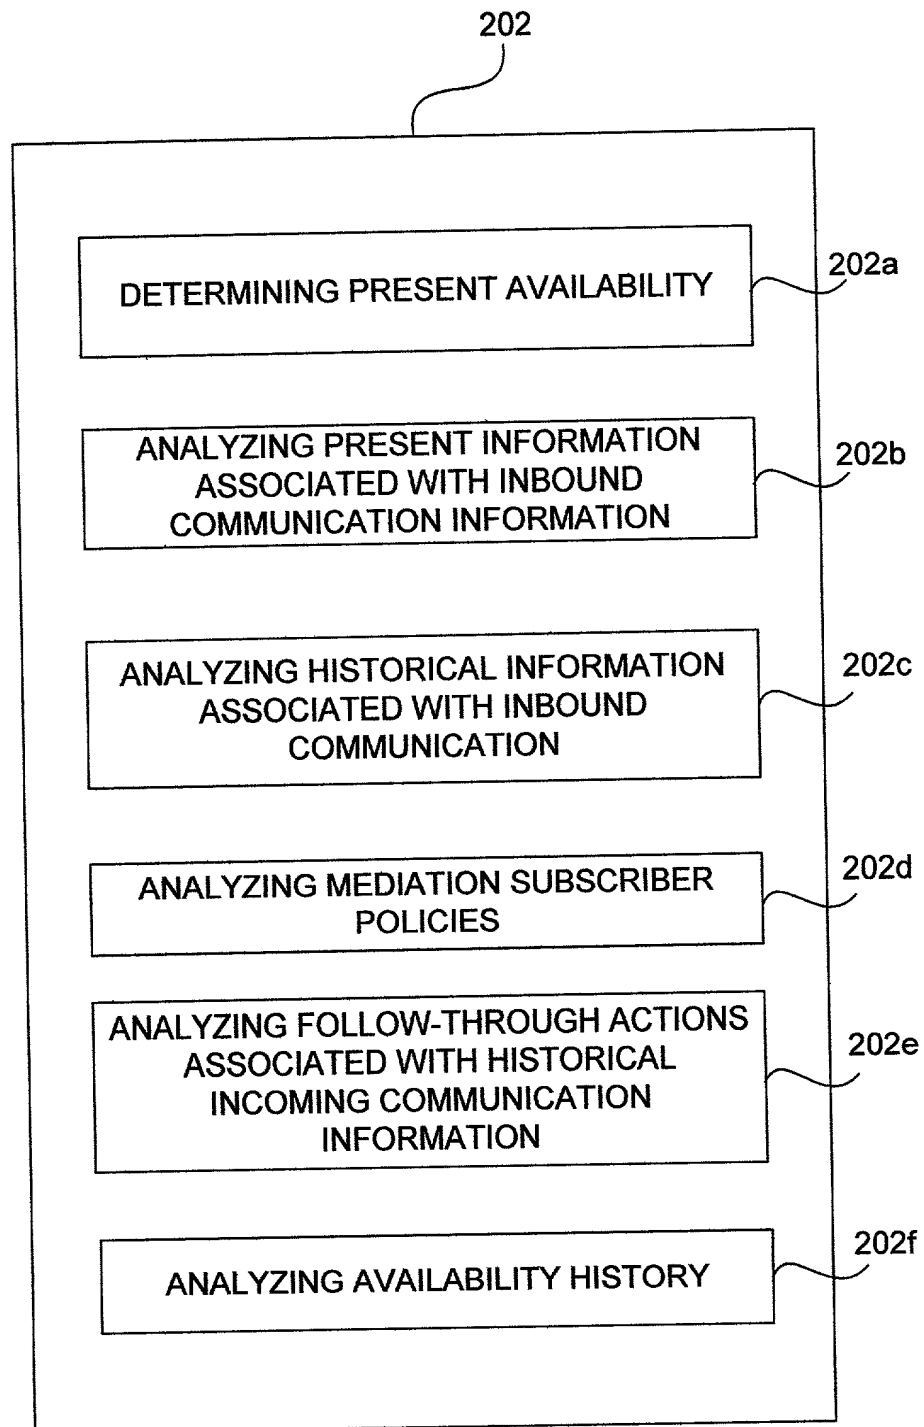 202
DETERMINING PRESENT AVAILABILITY
202a
ANALYZING PRESENT INFORMATION
ASSOCIATED WITH INBOUND
COMMUNICATION INFORMATION
202b
ANALYZING HISTORICAL INFORMATION
ASSOCIATED WITH INBOUND
COMMUNICATION
202c
ANALYZING MEDIATION SUBSCRIBER
POLICIES
202d
ANALYZING FOLLOW-THROUGH ACTIONS
ASSOCIATED WITH HISTORICAL
INCOMING COMMUNICATION
INFORMATION
202e
ANALYZING AVAILABILITY HISTORY
202f